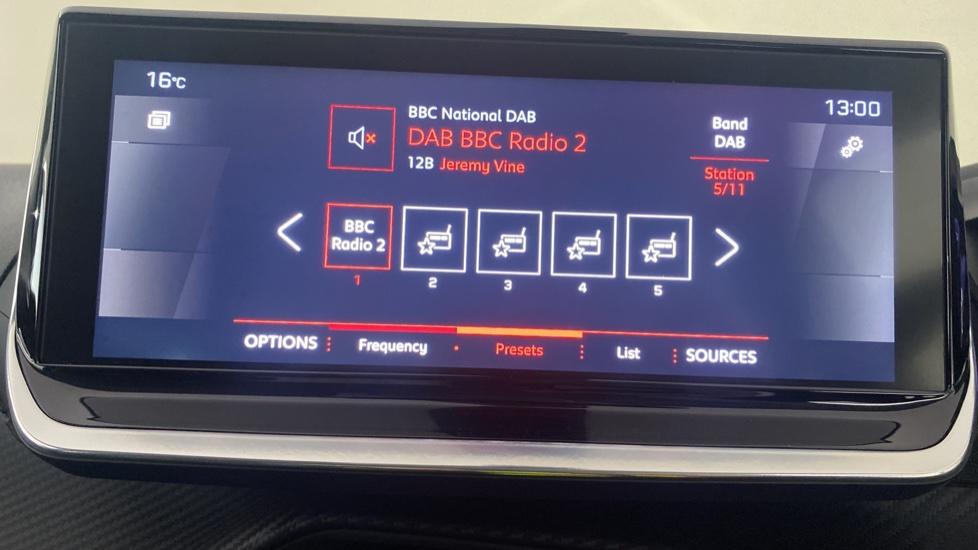 16°C
13:00
BBC National DAB
DAB BBC Radio 2
12B Jeremy Vine
Band
DAB
Station
5/11
BBC
Radio 2
1
2
3
4
5
OPTIONS
Frequency
Presets
List
SOURCES